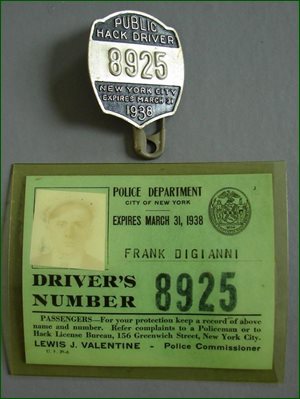 PUBLIC
HACK DRIVER
8925
NEW YORK CITY
EXPIRES MARCH 31
1938
POLICE DEPARTMENT
CITY OF NEW YORK
EXPIRES MARCH 31, 1938
FRANK DIGIANNI
DRIVER'S
NUMBER 8925
PASSENGERS—For your protection keep a record of above
name and number. Refer complaints to a Policeman or to
Hack License Bureau, 156 Greenwich Street, New York City.
LEWIS J. VALENTINE - Police Commissioner